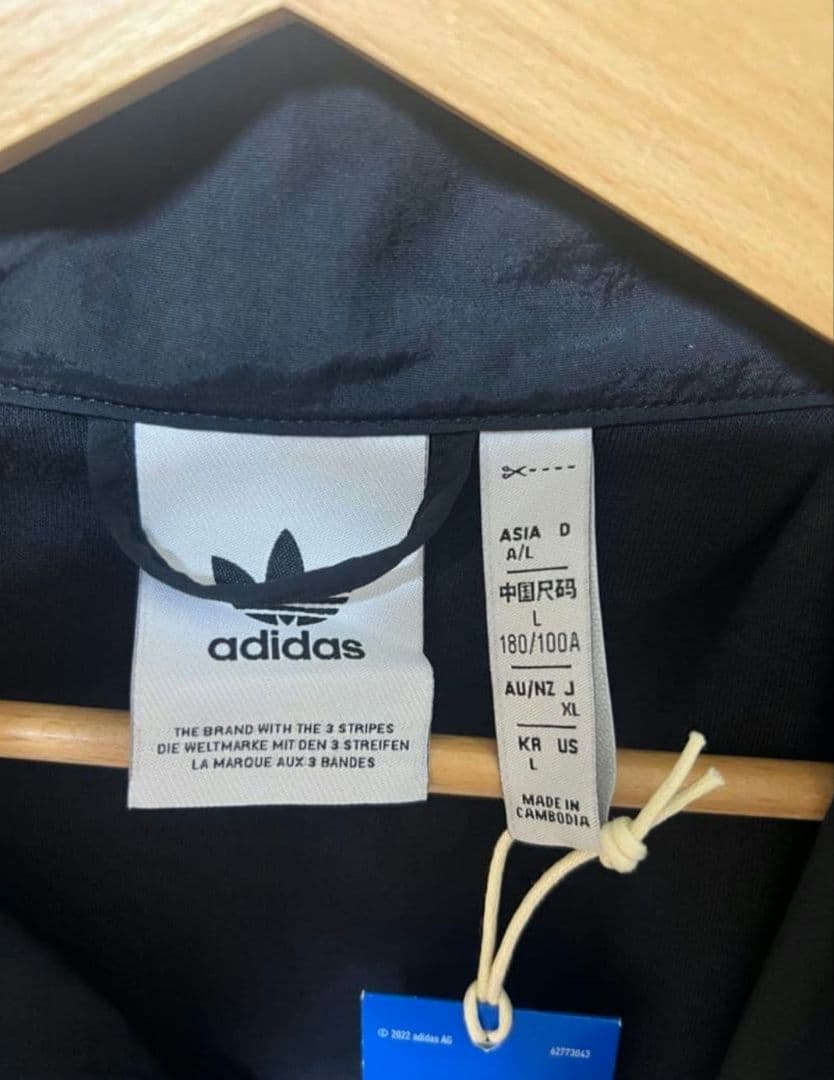 adidas
THE BRAND WITH THE 3 STRIPES
DIE WELTMARKE MIT DEN 3 STREIFEN
LA MARQUE AUX 3 BANDES
ASIA D
A/L
中国尺码
L
180/100A
AU/NZ J
XL
KR US
L
MADE IN
CAMBODIA
© 2022 adidas AG
62773043